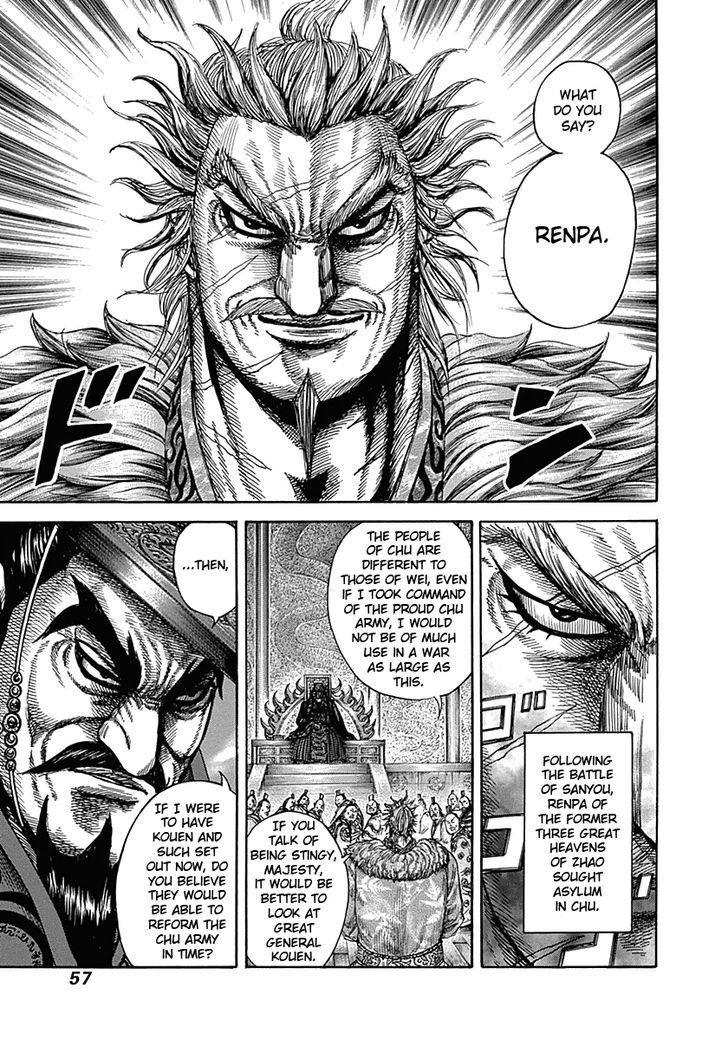 WHAT
DO YOU
SAY?
RENPA.
ド
ン
FOLLOWING
THE BATTLE
OF SANYOU,
RENPA OF
THE FORMER
THREE GREAT
HEAVENS
OF ZHAO
SOUGHT
ASYLUM
IN CHU.
THE PEOPLE
OF CHU ARE
DIFFERENT TO
THOSE OF WEI, EVEN
IF I TOOK COMMAND
OF THE PROUD CHU
ARMY, I WOULD
NOT BE OF MUCH
USE IN A WAR
AS LARGE AS
THIS.
IF YOU
TALK OF
BEING STINGY,
MAJESTY,
IT WOULD BE
BETTER TO
LOOK AT
GREAT
GENERAL
KOUEN.
...THEN,
IF I WERE
TO HAVE
KOUEN AND
SUCH SET
OUT NOW, DO
YOU BELIEVE
THEY WOULD
BE ABLE TO
REFORM THE
CHU ARMY
IN TIME?
57